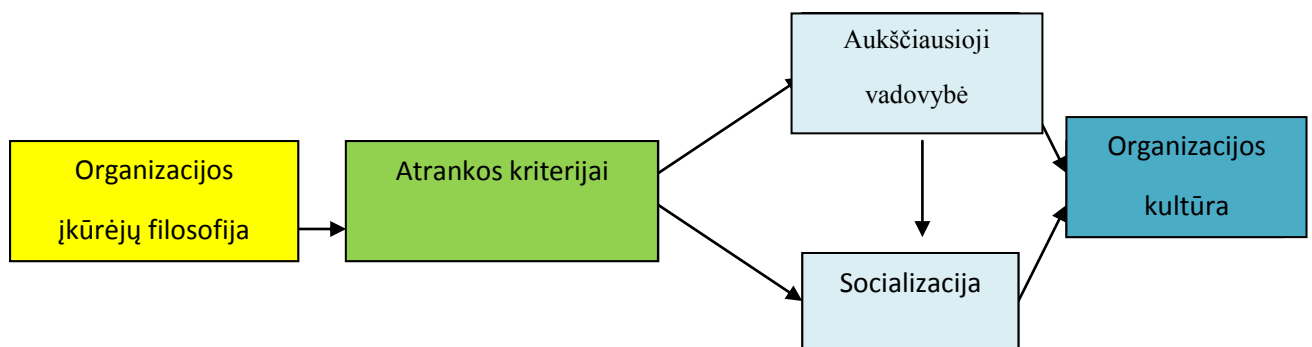 Organizacijos
įkūrėjų filosofija
Atrankos kriterijai
Aukščiausioji
vadovybė
Socializacija
Organizacijos
kultūra